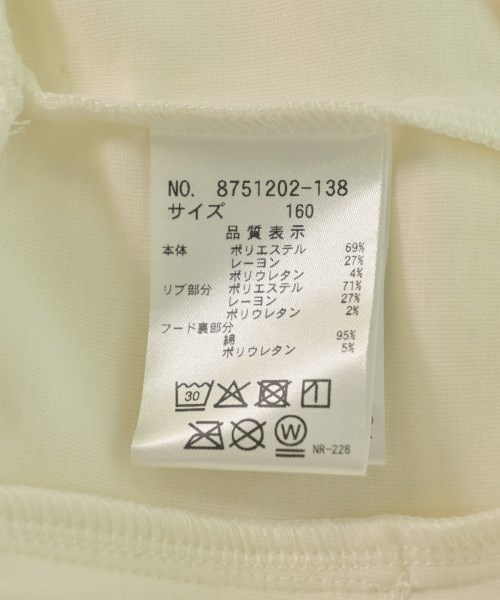 NO. 8751202-138
サイズ 160
品質表示
本体 ポリエステル 69%
レーヨン 27%
ポリウレタン 4%
リブ部分 ポリエステル 71%
レーヨン 27%
ポリウレタン 2%
フード裏部分
綿 95%
ポリウレタン 5%
30
W
NR-228